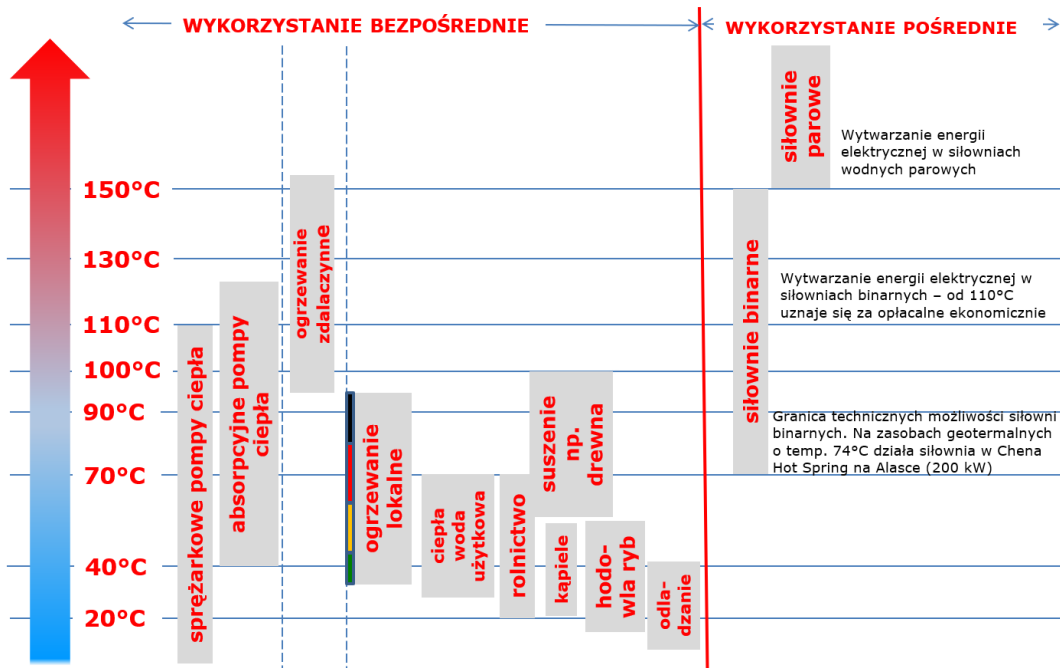 WYKORZYSTANIE BEZPOŚREDNIE
WYKORZYSTANIE POŚREDNIE
150°C
130°C
110°C
100°C
90°C
70°C
40°C
20°C
sprężarkowe pompy ciepła
absorpcyjne pompy
ciepła
ogrzewanie
zdalaczynne
ogrzewanie
lokalne
ciepła
woda
użytkowa
rolnictwo
suszenie
np.
drewna
kąpiele
hodo-
wla ryb
odla-
dzanie
siłownie binarne
siłownie
parowe
Wytwarzanie energii
elektrycznej w siłowniach
wodnych parowych
Wytwarzanie energii elektrycznej w
siłowniach binarnych – od 110°C
uznaje się za opłacalne ekonomicznie
Granica technicznych możliwości siłowni
binarnych. Na zasobach geotermalnych
o temp. 74°C działa siłownia w Chena
Hot Spring na Alasce (200 kW)